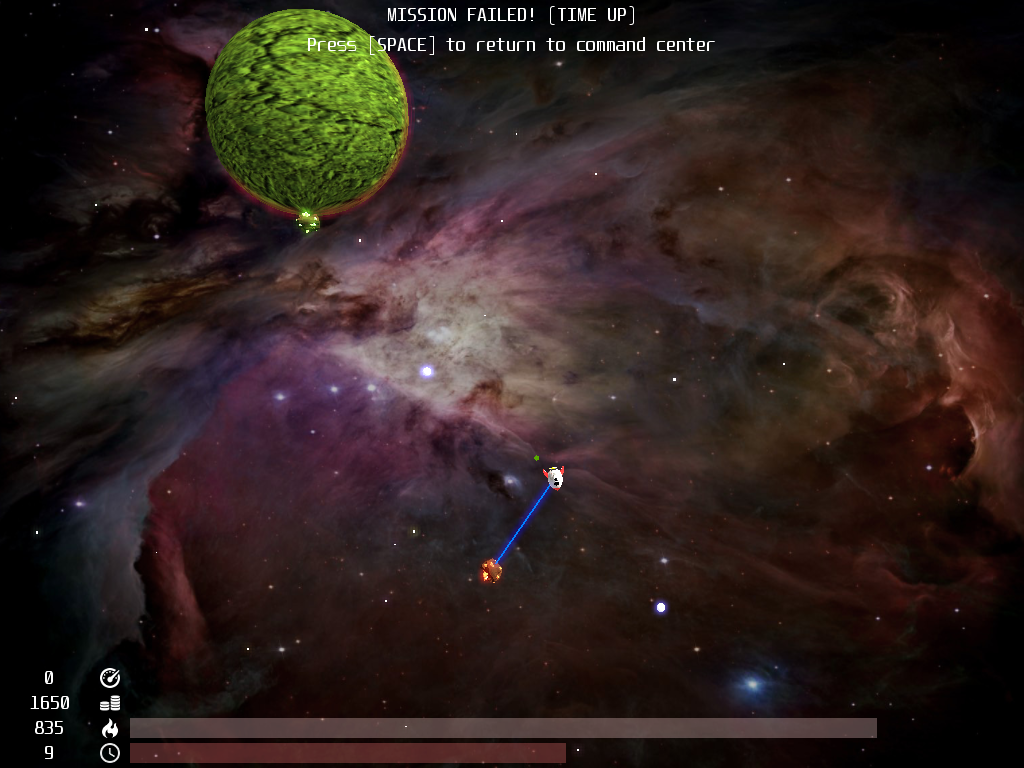 MISSION FAILED! [TIME UP]
Press [SPACE] to return to command center
0
1650
835
9